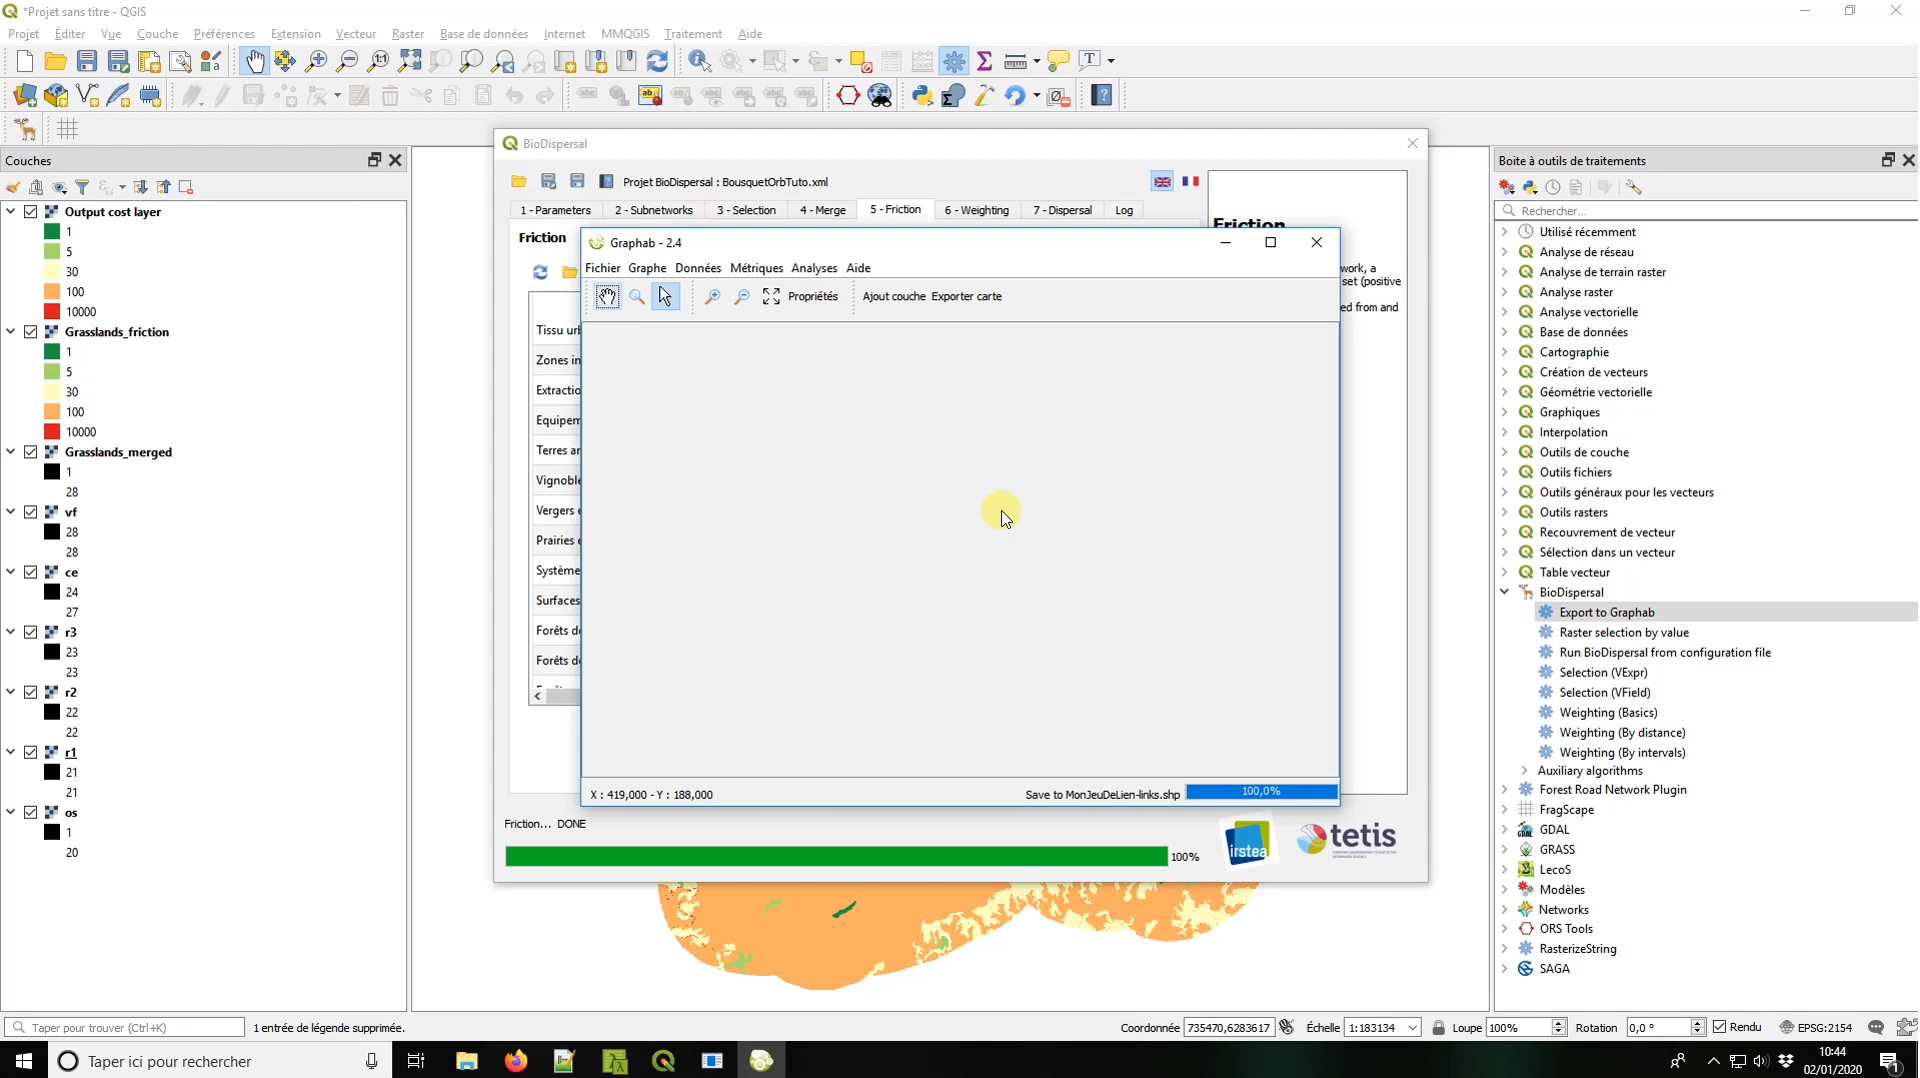 *Projet sans titre - QGIS
Projet Éditer Vue Couche Préférences Extension Vecteur Raster Base de données Internet MMQGIS Traitement Aide
Couches
Output cost layer
1
5
30
100
10000
Grasslands_friction
1
5
30
100
10000
Grasslands_merged
1
28
vf
28
28
ce
24
27
r3
23
23
r2
22
22
r1
21
21
os
1
20
BioDispersal
Projet BioDispersal : BousquetOrbTuto.xml
1 - Parameters 2 - Subnetworks 3 - Selection 4 - Merge 5 - Friction 6 - Weighting 7 - Dispersal Log
Friction
Friction
work, a
set (positive
ed from and
Tissu url
Zones in
Extractio
Equipem
Terres ar
Vignoble
Vergers e
Prairies e
Système
Surfaces
Forêts de
Forêts de
Graphab - 2.4
Fichier Graphe Données Métriques Analyses Aide
Propriétés Ajout couche Exporter carte
X : 419,000 - Y : 188,000
Save to MonJeuDeLien-links.shp 100,0%
Friction... DONE
100%
irstea
tetis
Boite à outils de traitements
Rechercher...
Utilisé récemment
Analyse de réseau
Analyse de terrain raster
Analyse raster
Analyse vectorielle
Base de données
Cartographie
Création de vecteurs
Géométrie vectorielle
Graphiques
Interpolation
Outils de couche
Outils fichiers
Outils généraux pour les vecteurs
Outils rasters
Recouvrement de vecteur
Sélection dans un vecteur
Table vecteur
BioDispersal
Export to Graphab
Raster selection by value
Run BioDispersal from configuration file
Selection (VExpr)
Selection (VField)
Weighting (Basics)
Weighting (By distance)
Weighting (By intervals)
Auxiliary algorithms
Forest Road Network Plugin
FragScape
GDAL
GRASS
LecoS
Modèles
Networks
ORS Tools
RasterizeString
SAGA
Taper pour trouver (Ctrl+K) 1 entrée de légende supprimée. Coordonnée 735470,6283617 Échelle 1:183134 Loupe 100% Rotation 0,0 ° Rendu EPSG:2154
Taper ici pour rechercher
10:44
02/01/2020